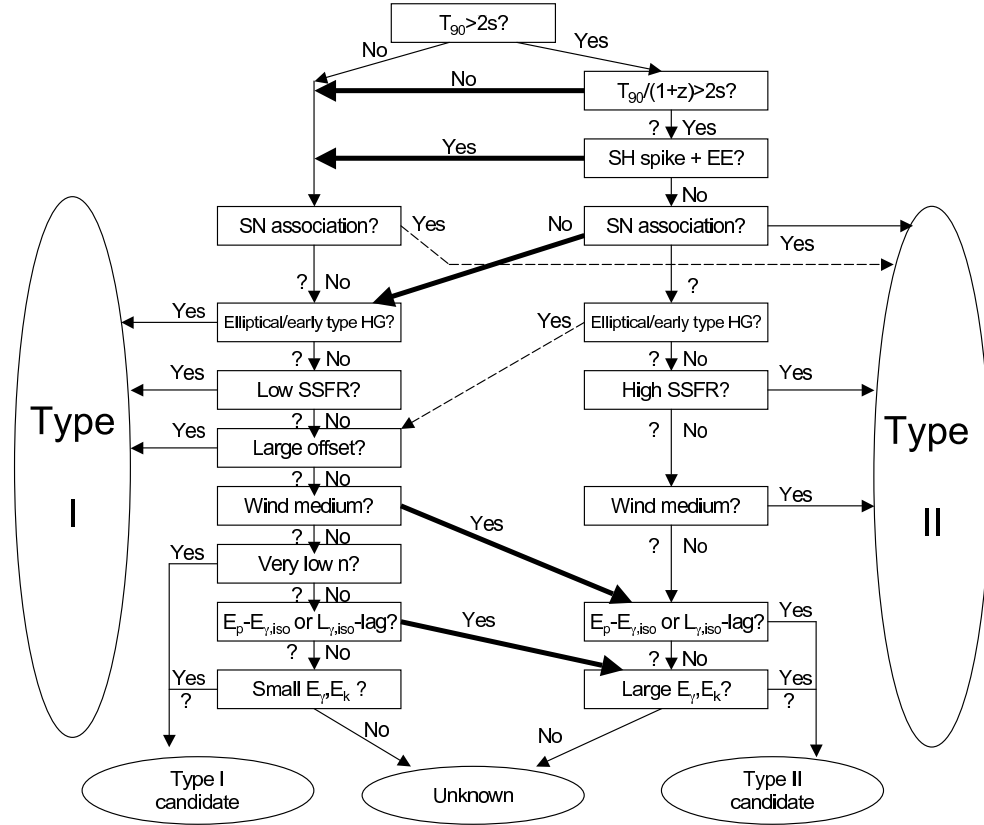 T₉₀>2s?
No
Yes
No
T₉₀/(1+z)>2s?
? Yes
Yes
SH spike + EE?
No
SN association?
Yes
No
SN association?
Yes
? No
?
Yes
Elliptical/early type HG?
Yes
Elliptical/early type HG?
? No
? No
Yes
Low SSFR?
High SSFR?
Yes
? No
? No
Type
I
Yes
Large offset?
Type
II
? No
Wind medium?
Yes
Wind medium?
Yes
? No
? No
Yes
Very low n?
? No
Eₚ-Eγ,iso or Lγ,iso-lag?
Yes
Eₚ-Eγ,iso or Lγ,iso-lag?
Yes
? No
? No
Yes
?
Small Eγ,Eₖ ?
Large Eγ,Eₖ?
Yes
?
No
No
Type I
candidate
Unknown
Type II
candidate